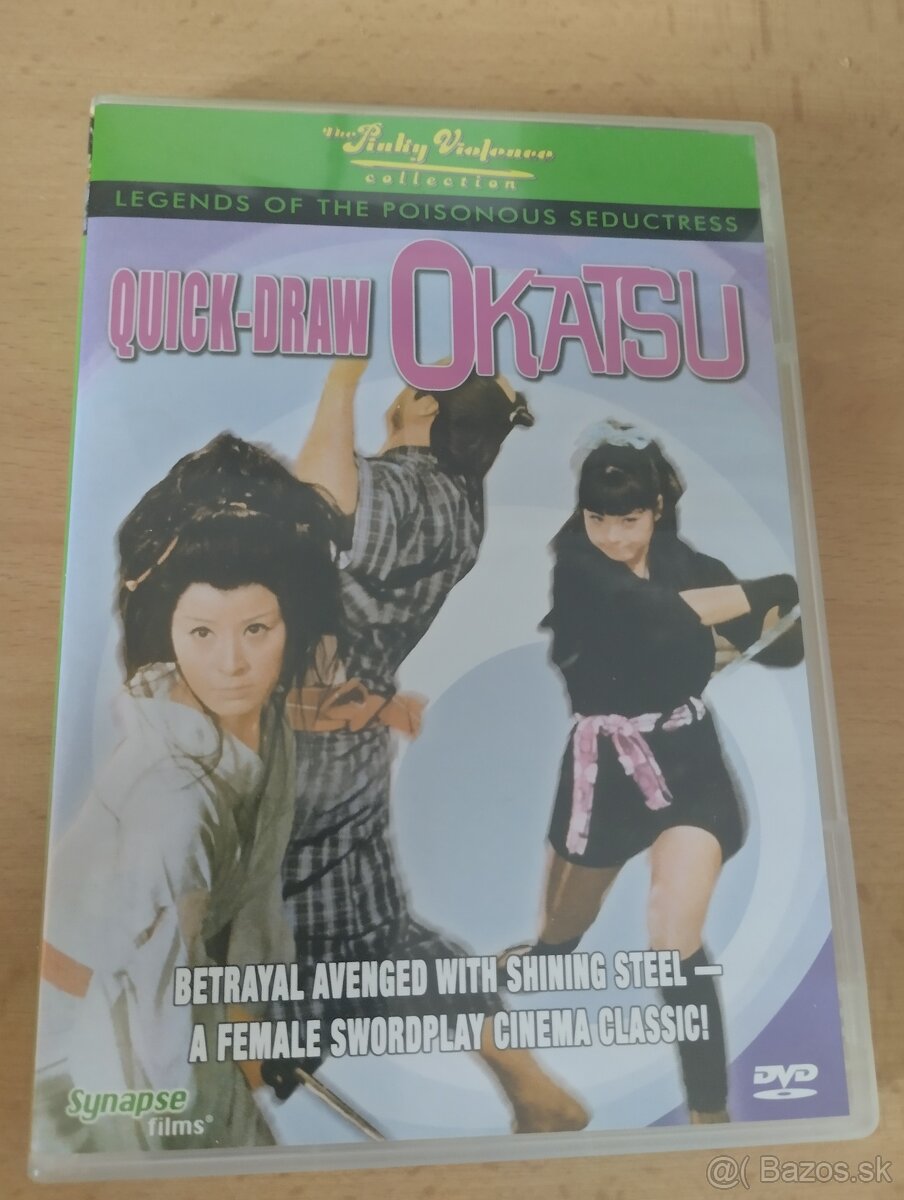 The Pinky Violence
collection
LEGENDS OF THE POISONOUS SEDUCTRESS
QUICK-DRAW OKATSU
BETRAYAL AVENGED WITH SHINING STEEL —
A FEMALE SWORDPLAY CINEMA CLASSIC!
DVD
Synapse
films®
@( Bazos.sk